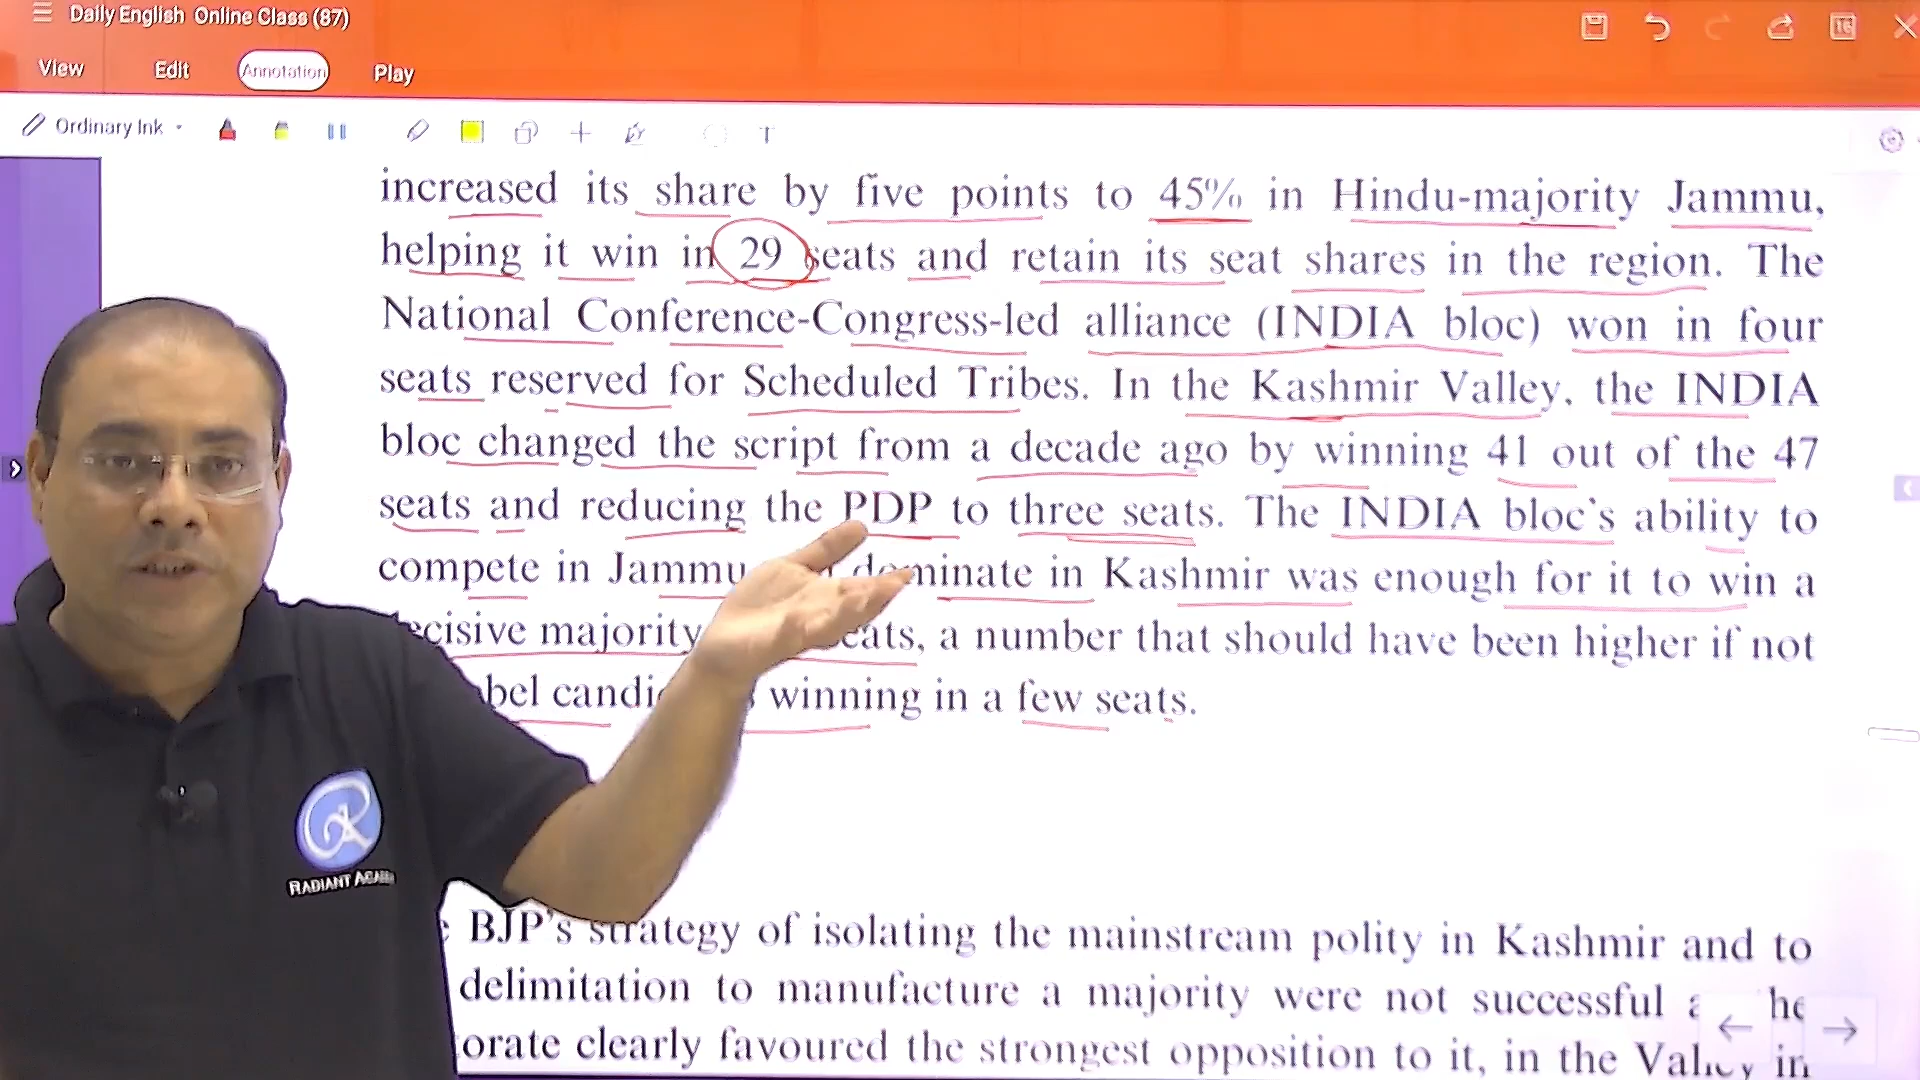 Daily English Online Class (87)
View Edit Annotation Play
Ordinary Ink
T
16
increased its share by five points to 45% in Hindu-majority Jammu,
helping it win in 29 seats and retain its seat shares in the region. The
National Conference-Congress-led alliance (INDIA bloc) won in four
seats reserved for Scheduled Tribes. In the Kashmir Valley, the INDIA
bloc changed the script from a decade ago by winning 41 out of the 47
seats and reducing the PDP to three seats. The INDIA bloc's ability to
compete in Jammu dominate in Kashmir was enough for it to win a
decisive majority seats, a number that should have been higher if not
winning in a few seats.
BJP's strategy of isolating the mainstream polity in Kashmir and to
delimitation to manufacture a majority were not successful
clearly favoured the strongest opposition to it, in the Valley in
RADIANT